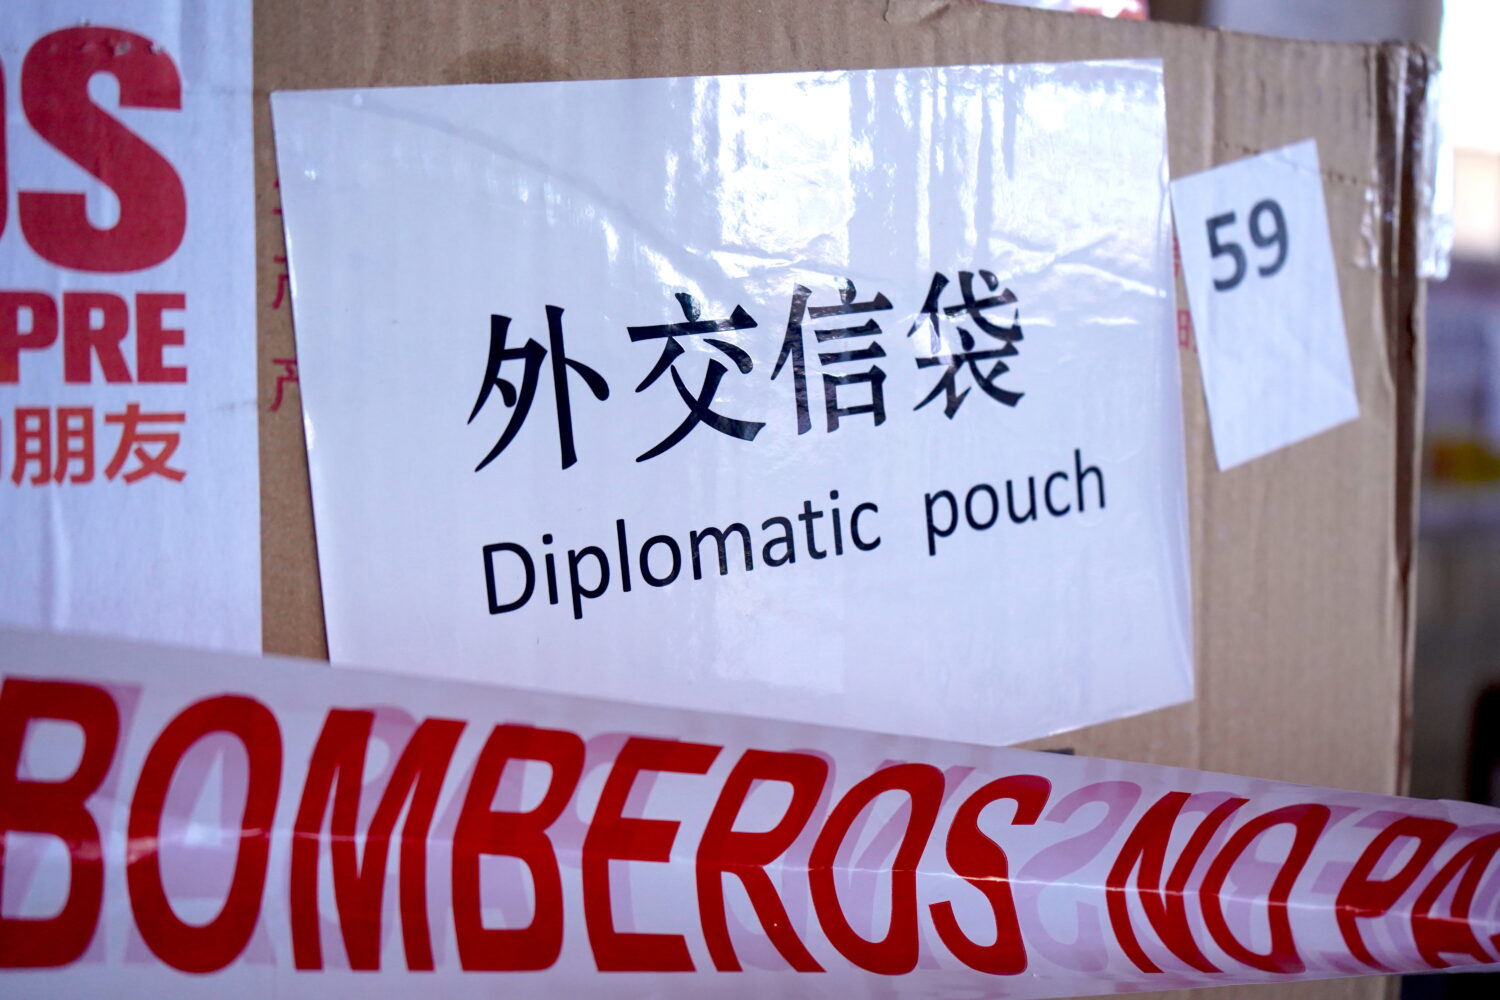 OS
PRE
朋友
外交信袋
Diplomatic pouch
59
BOMBEROS NO PA